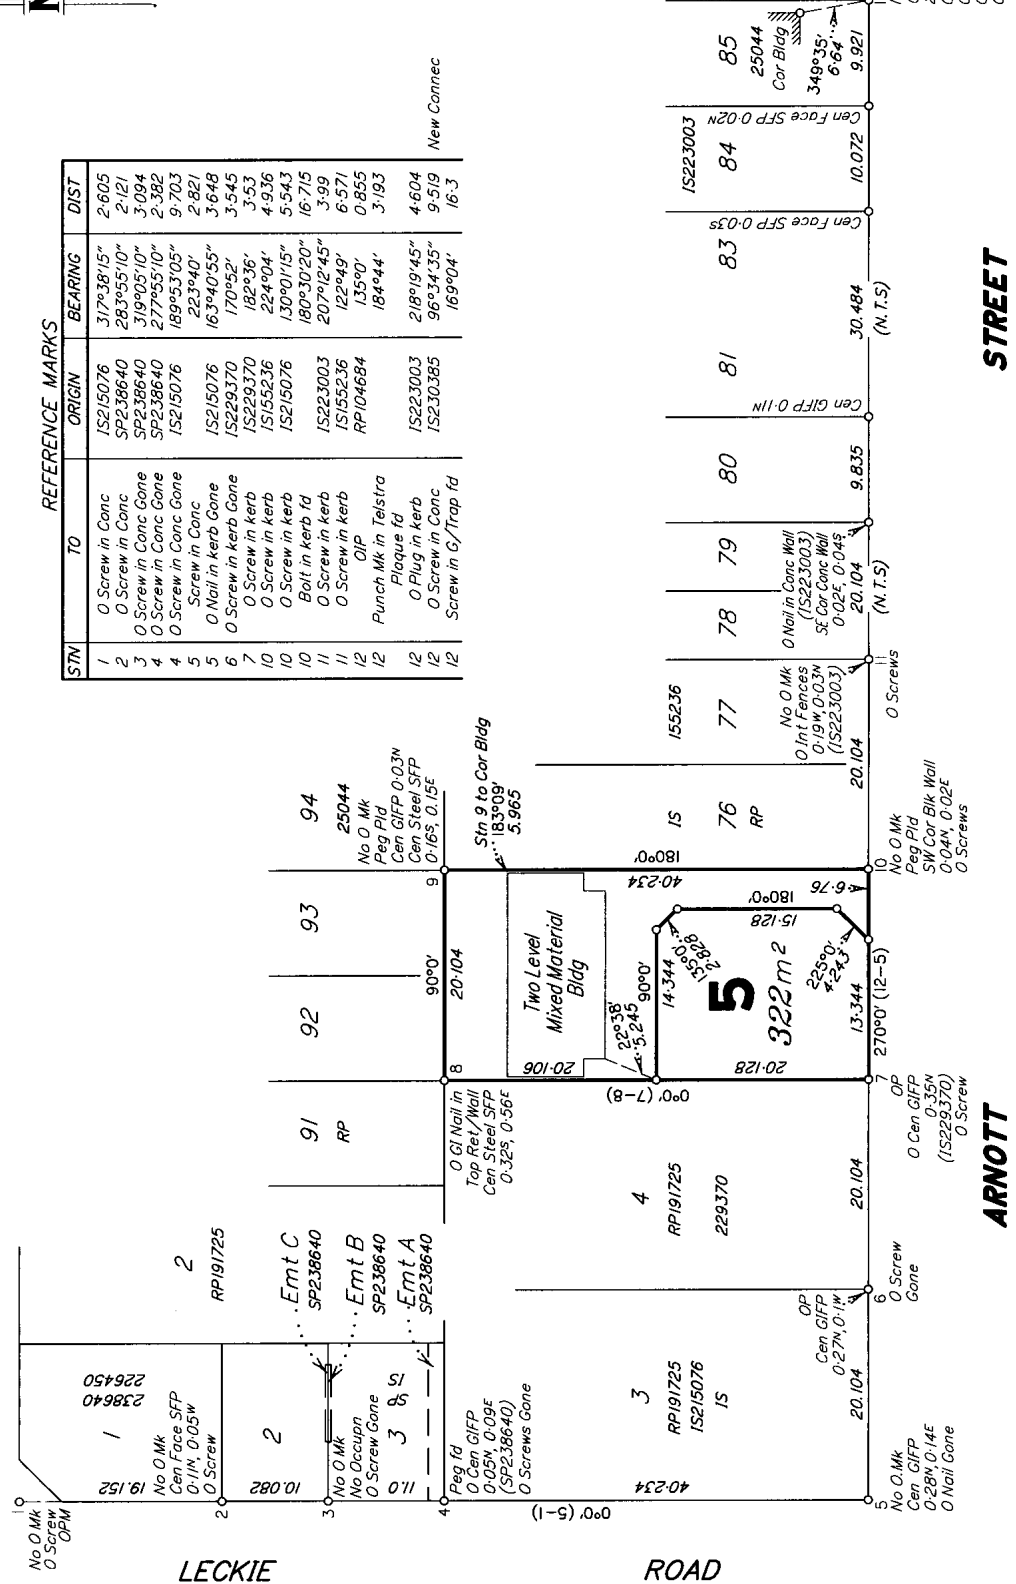 N
REFERENCE MARKS
STN TO ORIGIN BEARING DIST
1 O Screw in Conc IS215076 317°38'15" 2·605
2 O Screw in Conc SP238640 283°55'10" 2·121
3 O Screw in Conc Gone SP238640 319°05'10" 3·094
4 O Screw in Conc Gone SP238640 277°55'10" 2·382
4 O Screw in Conc Gone IS215076 189°53'05" 9·703
5 Screw in Conc 223°40' 2·821
5 O Nail in kerb Gone IS215076 163°40'55" 3·648
6 O Screw in kerb Gone IS229370 170°52' 3·545
7 O Screw in kerb IS229370 182°36' 3·53
10 O Screw in kerb IS155236 224°04' 4·936
10 O Screw in kerb IS215076 130°01'15" 5·543
10 Bolt in kerb fd 180°30'20" 16·715
11 O Screw in kerb IS223003 207°12'45" 3·99
11 O Screw in kerb IS155236 122°49' 6·571
12 OIP RP104684 135°0' 0·855
12 Punch Mk in Telstra 184°44' 3·193
Plaque fd
12 O Plug in kerb IS223003 218°19'45" 4·604
12 O Screw in Conc IS230385 96°34'35" 9·519 New Connec
12 Screw in G/Trap fd 169°04' 16·3
1
No O Mk
O Screw
OPM
19·152
1
238640
226450
No O Mk
Cen Face SFP
0·11N, 0·05W
O Screw
2
2
RP191725
2
10·082
Emt C
SP238640
Emt B
SP238640
Emt A
SP238640
3
No O Mk
No Occupn
O Screw Gone
3
SP
IS
11·0
4
Peg fd
O Cen GIFP
0·05N, 0·09E
(SP238640)
O Screws Gone
91
RP
92
93
94
25044
No O Mk
Peg Pld
Cen GIFP 0·03N
Cen Steel SFP
0·16S, 0·15E
8
90°0'
20·104
9
O GI Nail in
Top Ret/Wall
Cen Steel SFP
0·32S, 0·56E
Stn 9 to Cor Bldg
183°09'
5·965
Two Level
Mixed Material
Bldg
20·106
22°38'
5·245
0°0' (7-8)
90°0'
14·344
135°0'
2·828
40·234
180°0'
5
322m²
15·128
180°0'
20·128
225°0'
4·243
6·76
13·344
270°0' (12-5)
0°0' (5-1)
40·234
3
RP191725
IS215076
IS
4
RP191725
229370
IS
76
RP
155236
77
78
79
80
81
83
IS223003
84
85
25044
Cor Bldg
349°35'
6·64
OP
Cen GIFP
0·27N, 0·1W
No O Mk
O Int Fences
0·19W, 0·03N
(IS223003)
O Nail in Conc Wall
(IS223003)
SE Cor Conc Wall
0·02E, 0·04S
Cen GIFP 0·11N
Cen Face SFP 0·03S
Cen Face SFP 0·02N
20·104
20·104
20·104
20·104
(N.T.S)
9·835
30·484
(N.T.S)
10·072
9·921
5
No O Mk
Cen GIFP
0·28N, 0·14E
O Nail Gone
6
O Screw
Gone
7
OP
O Cen GIFP
0·35N
(IS229370)
O Screw
10
No O Mk
Peg Pld
SW Cor Blk Wall
0·04N, 0·02E
O Screws
11
O Screws
LECKIE ROAD
ARNOTT STREET